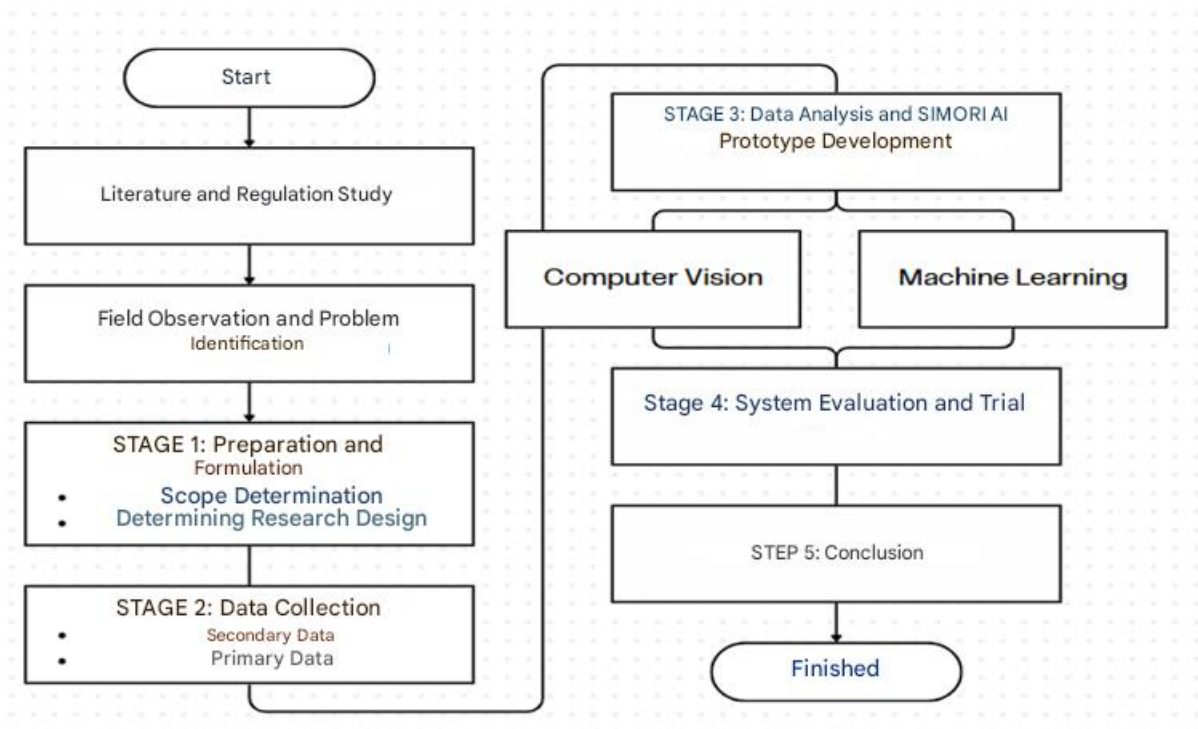 Start
Literature and Regulation Study
Field Observation and Problem
Identification
STAGE 1: Preparation and
Formulation
• Scope Determination
• Determining Research Design
STAGE 2: Data Collection
• Secondary Data
• Primary Data
STAGE 3: Data Analysis and SIMORI AI
Prototype Development
Computer Vision
Machine Learning
Stage 4: System Evaluation and Trial
STEP 5: Conclusion
Finished